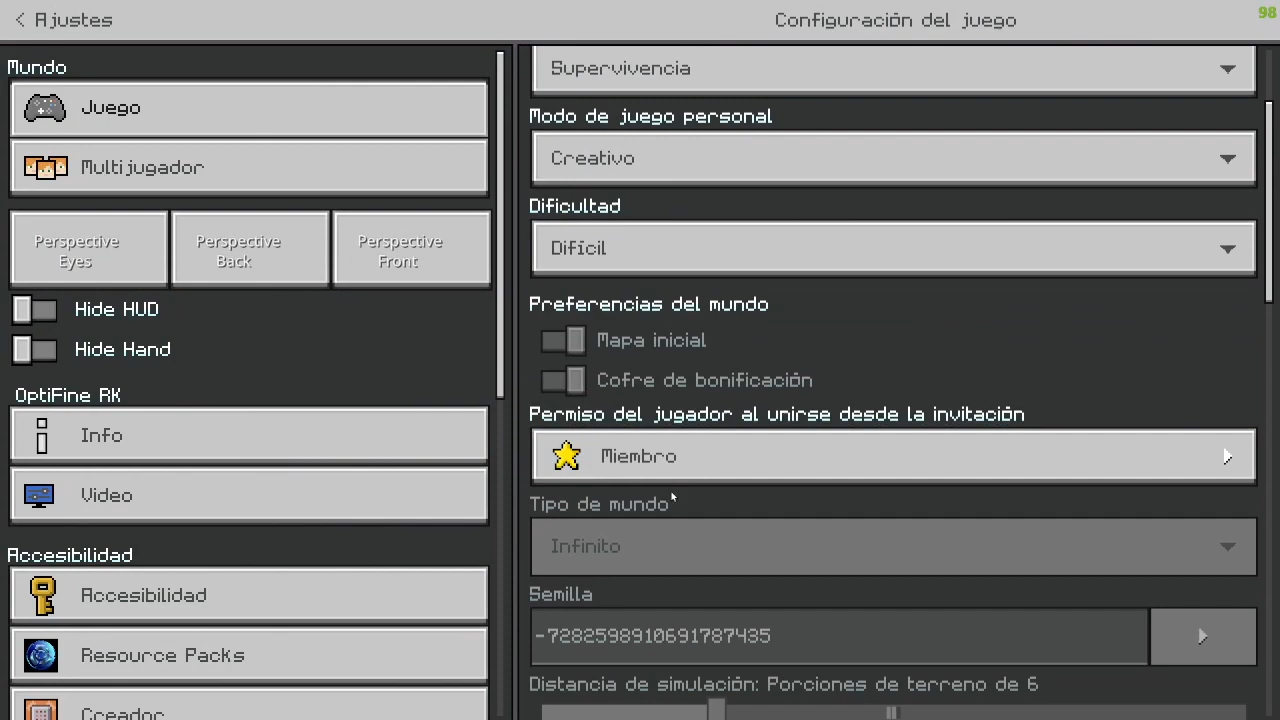 Ajustes
Configuración del juego
98
Mundo
Juego
Multijugador
Perspective Eyes
Perspective Back
Perspective Front
Hide HUD
Hide Hand
OptiFine RK
Info
Video
Accesibilidad
Accesibilidad
Resource Packs
Creador
Supervivencia
Modo de juego personal
Creativo
Dificultad
Difícil
Preferencias del mundo
Mapa inicial
Cofre de bonificación
Permiso del jugador al unirse desde la invitación
Miembro
Tipo de mundo
Infinito
Semilla
-7282598910691787435
Distancia de simulación: Porciones de terreno de 6